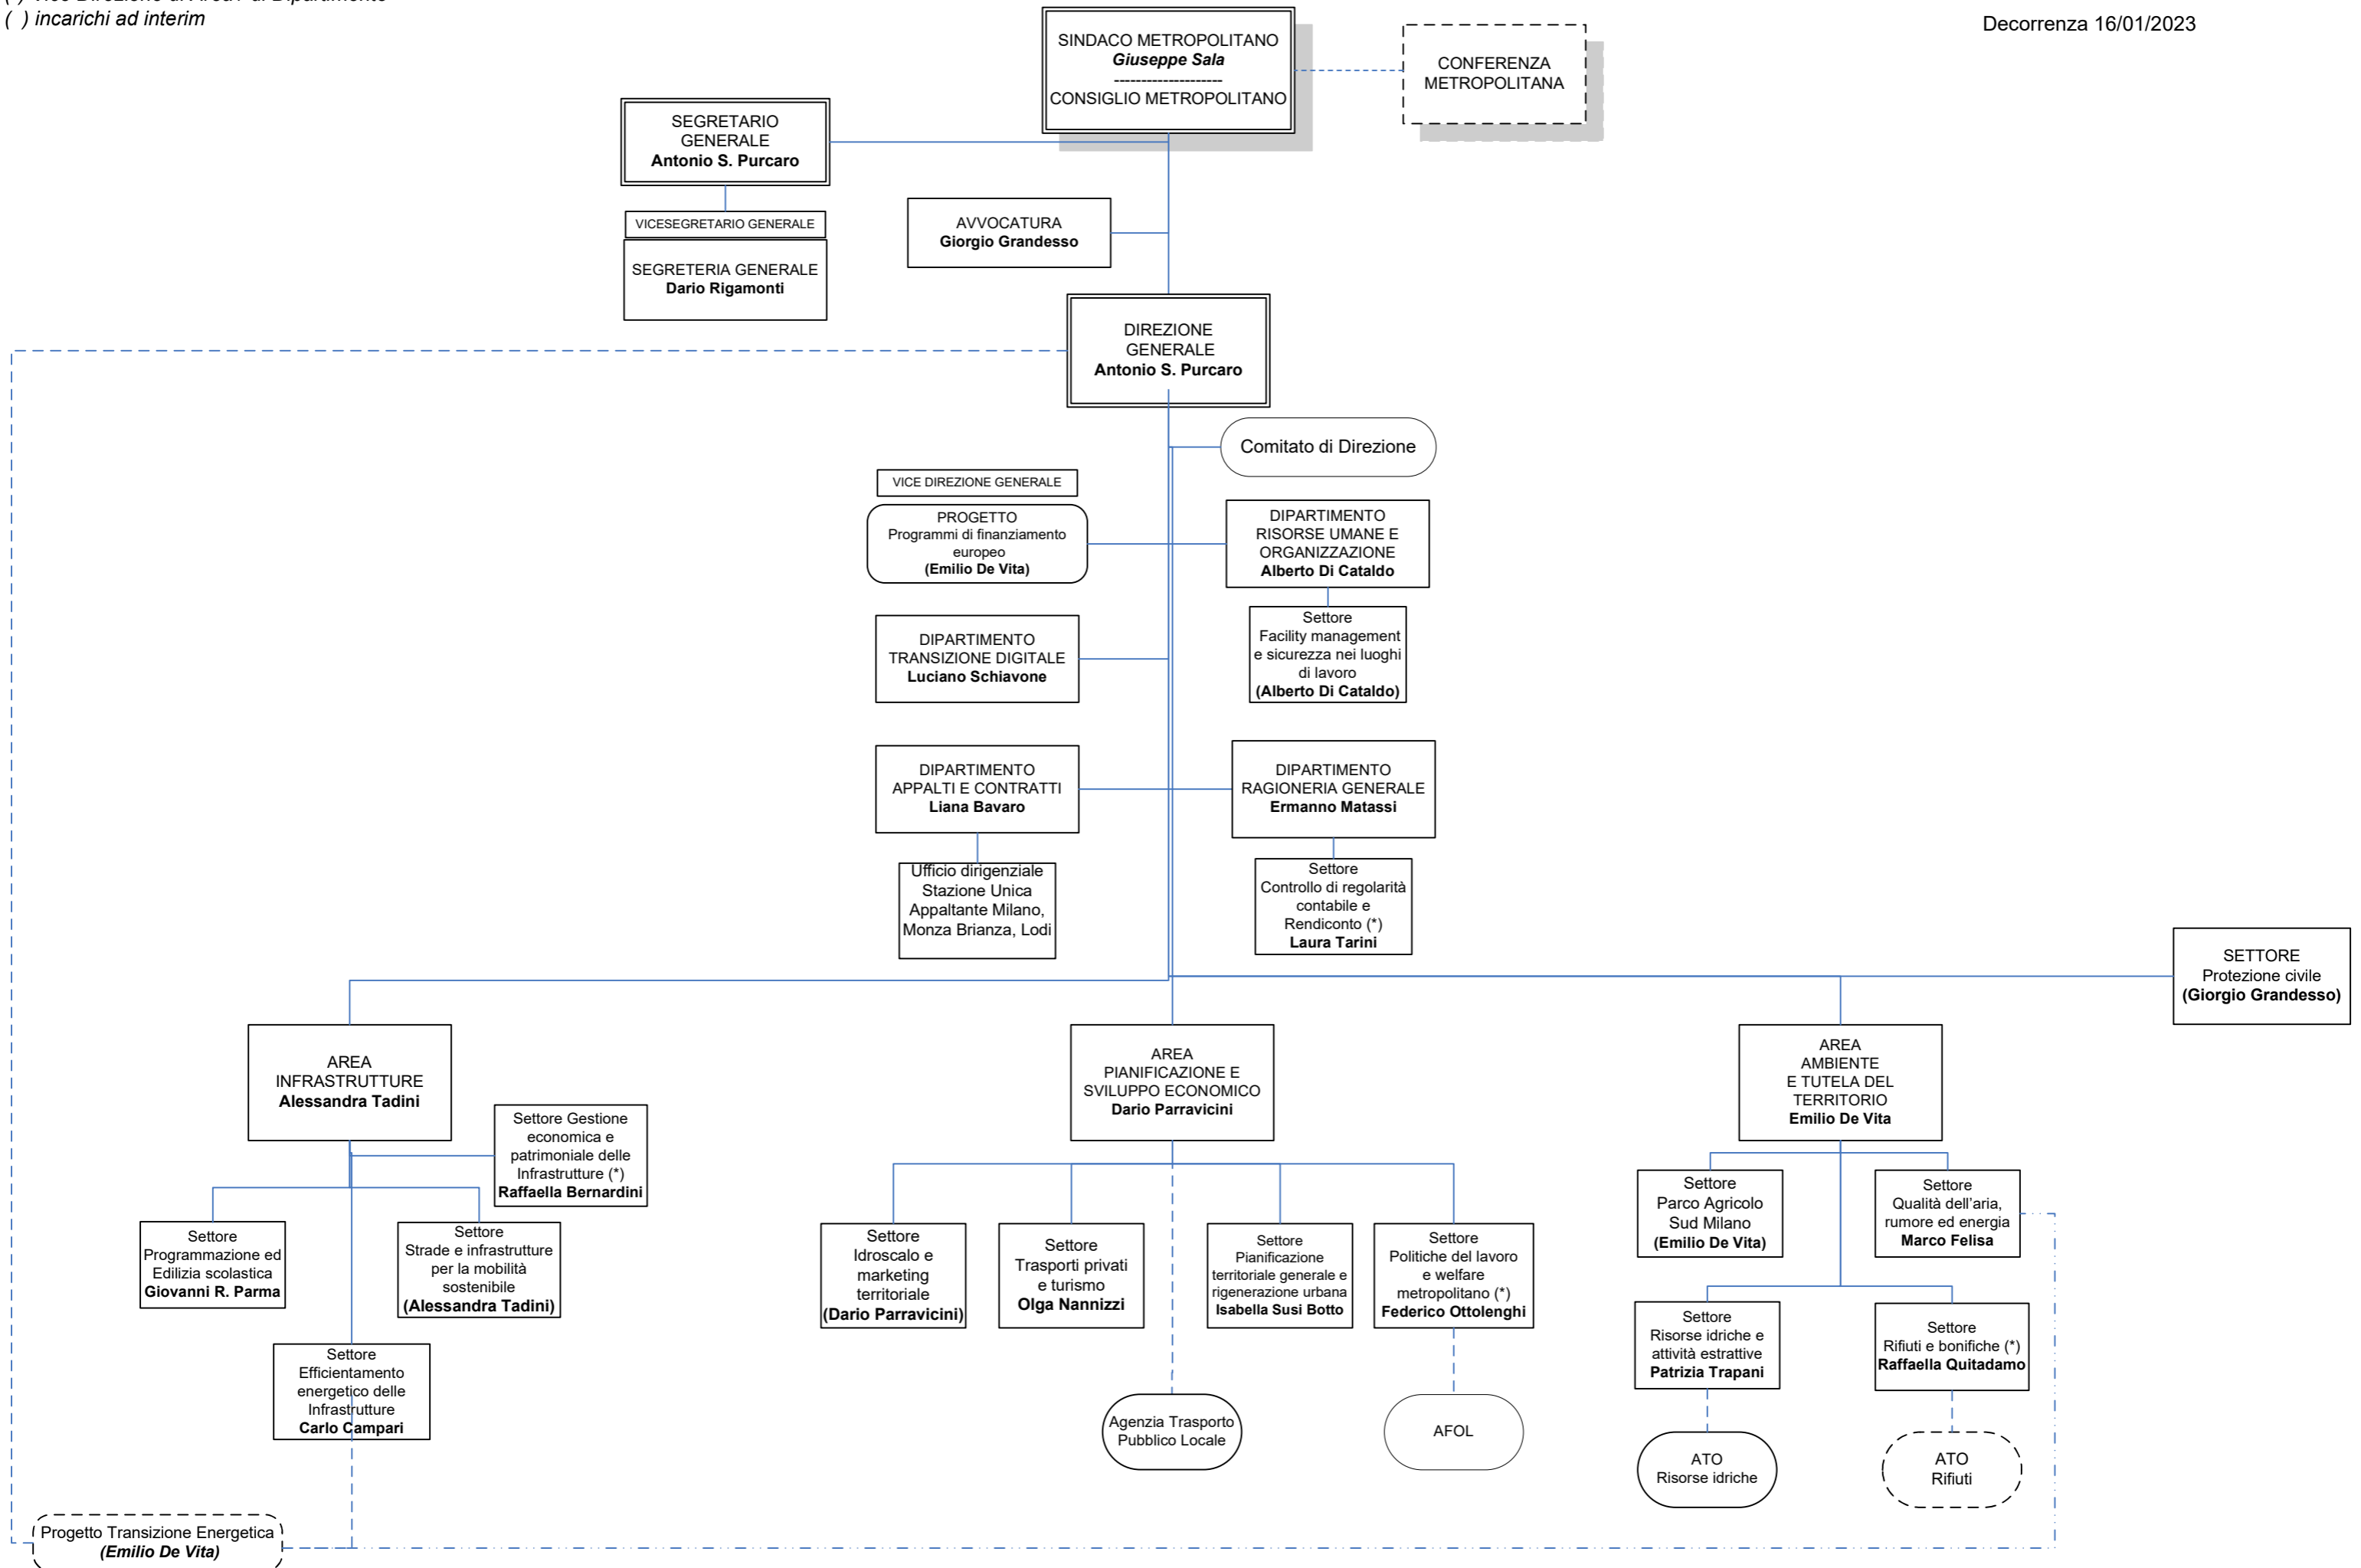 ( ) incarichi ad interim
Decorrenza 16/01/2023
SINDACO METROPOLITANO
Giuseppe Sala
--------------------
CONSIGLIO METROPOLITANO
CONFERENZA
METROPOLITANA
SEGRETARIO
GENERALE
Antonio S. Purcaro
VICESEGRETARIO GENERALE
SEGRETERIA GENERALE
Dario Rigamonti
AVVOCATURA
Giorgio Grandesso
DIREZIONE
GENERALE
Antonio S. Purcaro
Comitato di Direzione
VICE DIREZIONE GENERALE
PROGETTO
Programmi di finanziamento
europeo
(Emilio De Vita)
DIPARTIMENTO
RISORSE UMANE E
ORGANIZZAZIONE
Alberto Di Cataldo
Settore
Facility management
e sicurezza nei luoghi
di lavoro
(Alberto Di Cataldo)
DIPARTIMENTO
TRANSIZIONE DIGITALE
Luciano Schiavone
DIPARTIMENTO
APPALTI E CONTRATTI
Liana Bavaro
DIPARTIMENTO
RAGIONERIA GENERALE
Ermanno Matassi
Ufficio dirigenziale
Stazione Unica
Appaltante Milano,
Monza Brianza, Lodi
Settore
Controllo di regolarità
contabile e
Rendiconto (*)
Laura Tarini
SETTORE
Protezione civile
(Giorgio Grandesso)
AREA
INFRASTRUTTURE
Alessandra Tadini
Settore Gestione
economica e
patrimoniale delle
Infrastrutture (*)
Raffaella Bernardini
Settore
Programmazione ed
Edilizia scolastica
Giovanni R. Parma
Settore
Strade e infrastrutture
per la mobilità
sostenibile
(Alessandra Tadini)
Settore
Efficientamento
energetico delle
Infrastrutture
Carlo Campari
AREA
PIANIFICAZIONE E
SVILUPPO ECONOMICO
Dario Parravicini
Settore
Idroscalo e
marketing
territoriale
(Dario Parravicini)
Settore
Trasporti privati
e turismo
Olga Nannizzi
Settore
Pianificazione
territoriale generale e
rigenerazione urbana
Isabella Susi Botto
Settore
Politiche del lavoro
e welfare
metropolitano (*)
Federico Ottolenghi
Agenzia Trasporto
Pubblico Locale
AFOL
AREA
AMBIENTE
E TUTELA DEL
TERRITORIO
Emilio De Vita
Settore
Parco Agricolo
Sud Milano
(Emilio De Vita)
Settore
Qualità dell'aria,
rumore ed energia
Marco Felisa
Settore
Risorse idriche e
attività estrattive
Patrizia Trapani
Settore
Rifiuti e bonifiche (*)
Raffaella Quitadamo
ATO
Risorse idriche
ATO
Rifiuti
Progetto Transizione Energetica
(Emilio De Vita)